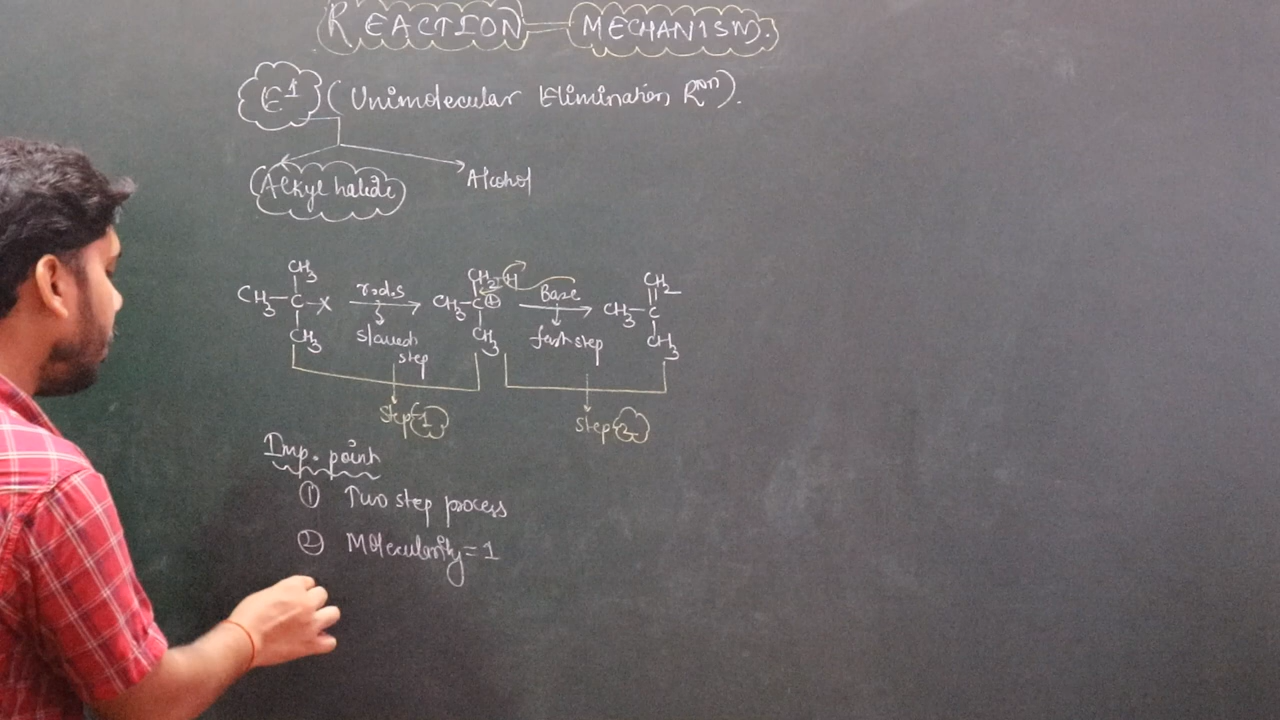 REACTION — MECHANISM.
E1 (Unimolecular Elimination Rxn).
Alkyl halide Alcohol
CH3 CH2-H CH2
CH3-C-X r.d.s CH3-C⊕ Base CH3-C
CH3 slowest step CH3 fast step CH3
Step-1 step-2
Imp. point
① Two step process
② Molecularity = 1